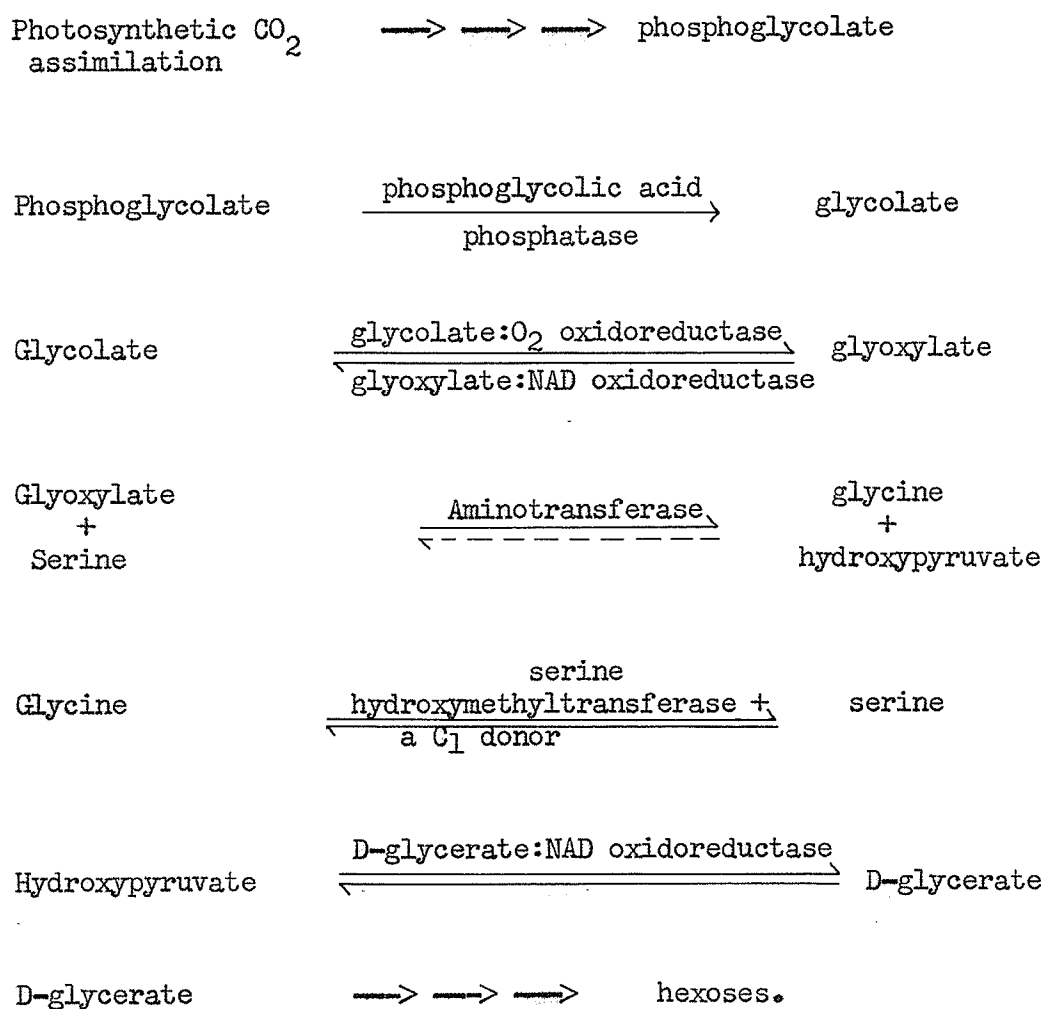 Photosynthetic CO2 phosphoglycolate
assimilation
phosphoglycolic acid
Phosphoglycolate glycolate
phosphatase
glycolate:O2 oxidoreductase
Glycolate glyoxylate
glyoxylate:NAD oxidoreductase
Glyoxylate glycine
+ Aminotransferase +
Serine hydroxypyruvate
serine
Glycine hydroxymethyltransferase + serine
a C1 donor
D-glycerate:NAD oxidoreductase
Hydroxypyruvate D-glycerate
D-glycerate hexoses.